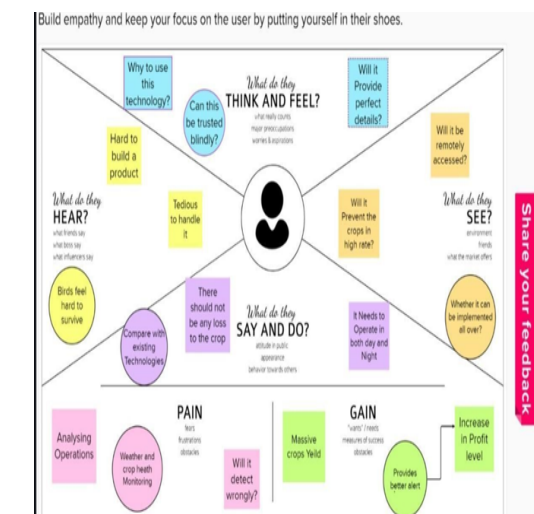 Build empathy and keep your focus on the user by putting yourself in their shoes.
Why to use
this
technology?
Can this
be trusted
blindly?
What do they
THINK AND FEEL?
what really counts
major preoccupations
worries & aspirations
Will it
Provide
perfect
details?
Hard to
build a
product
Will it be
remotely
accessed?
What do they
HEAR?
what friends say
what boss say
what influencers say
Tedious
to handle
it
Will it
Prevent the
crops in
high rate?
What do they
SEE?
environment
friends
what the market offers
Birds feel
hard to
survive
Compare with
existing
Technologies
There
should not
be any loss
to the crop
What do they
SAY AND DO?
attitude in public
appearance
behavior towards others
It Needs to
Operate in
both day and
Night
Whether it can
be implemented
all over?
Share your feedback
PAIN
fears
frustrations
obstacles
Analysing
Operations
Weather and
crop heath
Monitoring
Will it
detect
wrongly?
GAIN
"wants" / needs
measures of success
obstacles
Massive
crops Yeild
Provides
better alert
Increase
in Profit
level